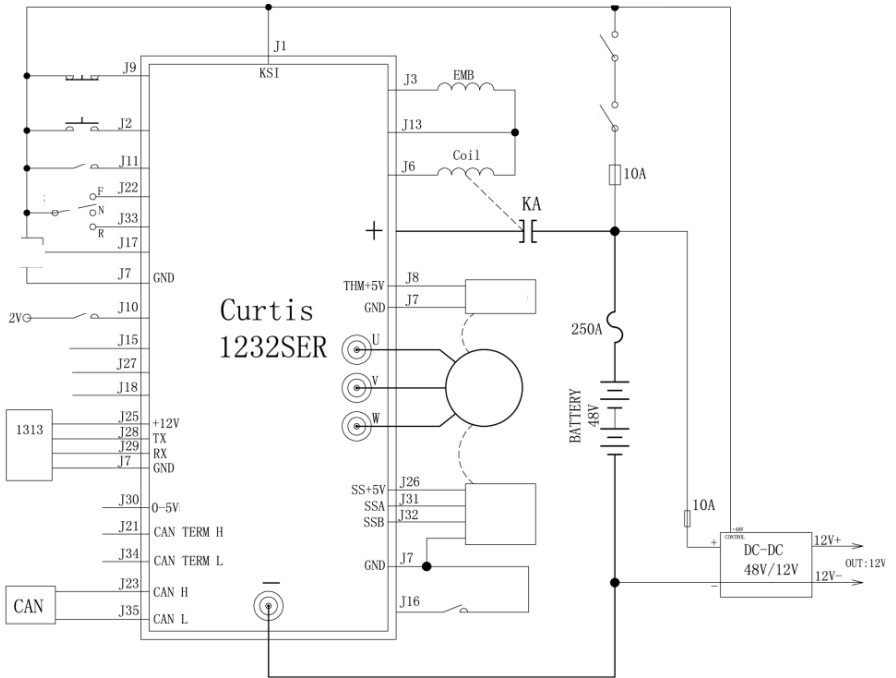 J1
KSI
J9
J2
J11
F
J22
N
R
J33
J17
J7
GND
2V
J10
J15
J27
J18
1313
J25
+12V
J28
TX
J29
RX
J7
GND
J30
0-5V
J21
CAN TERM H
J34
CAN TERM L
CAN
J23
CAN H
J35
CAN L
Curtis
1232SER
J3
EMB
J13
J6
Coil
+
KA
10A
THM+5V
J8
GND
J7
U
V
W
250A
BATTERY
48V
SS+5V
J26
SSA
J31
SSB
J32
GND
J7
J16
−
10A
+48V
CONTROL
+
DC-DC
48V/12V
−
12V+
12V-
OUT:12V